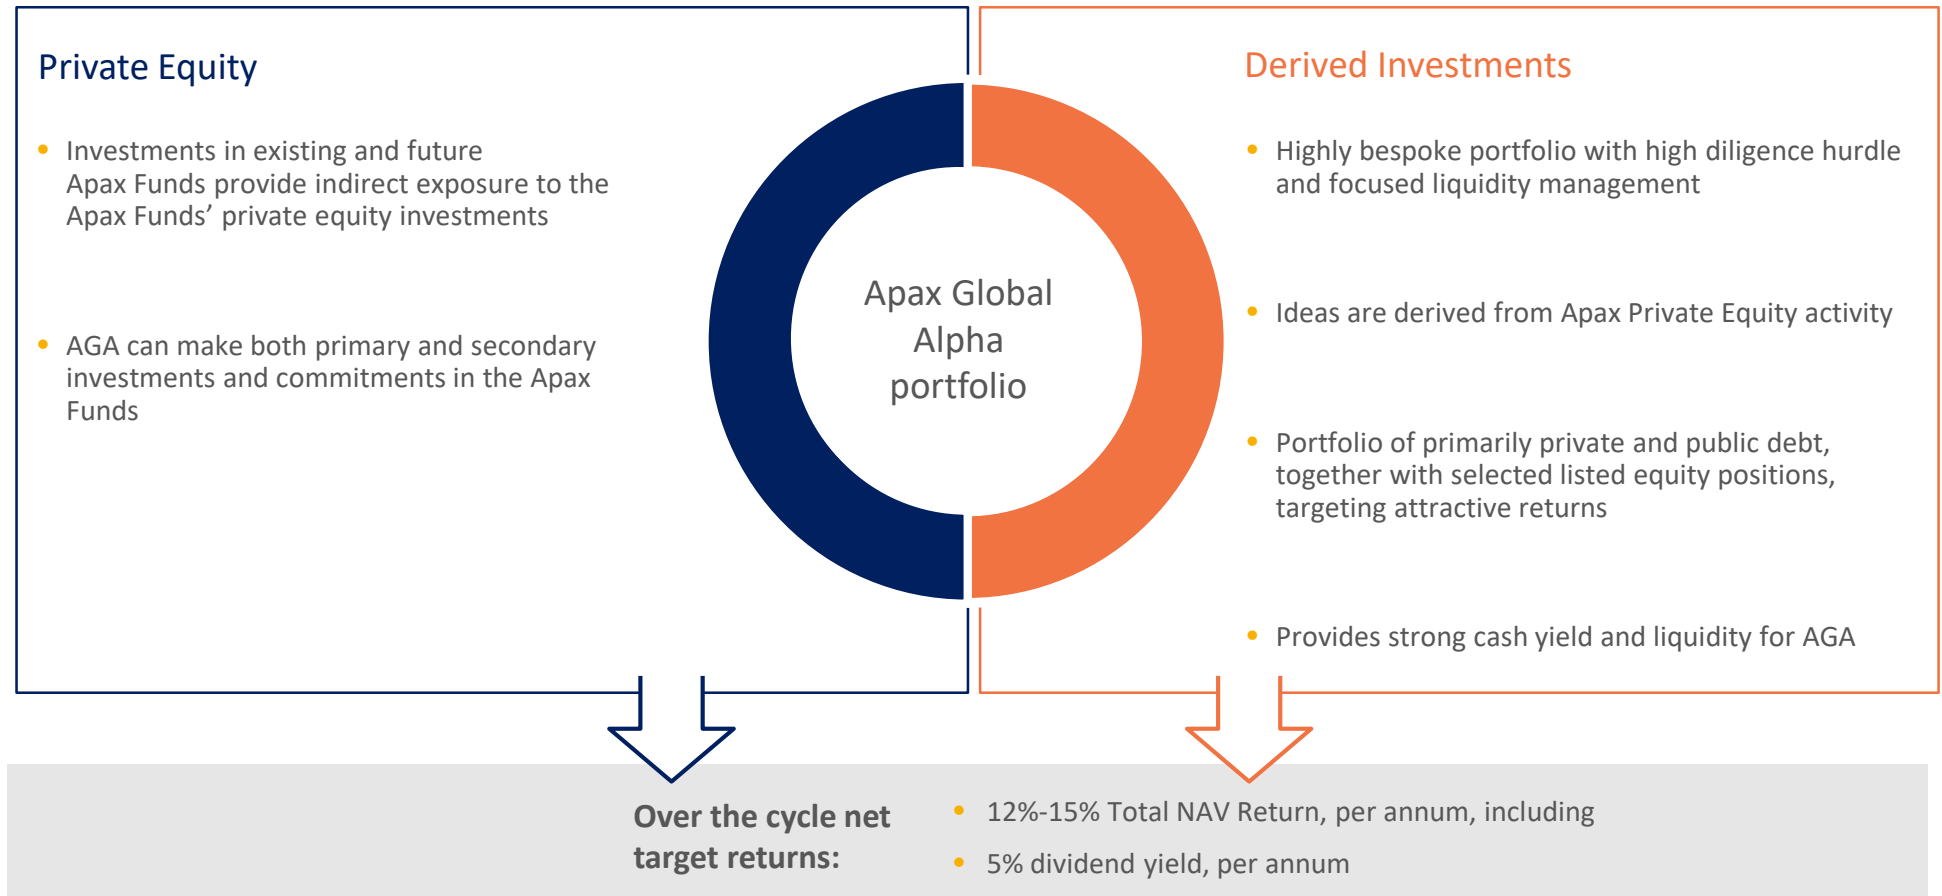 Private Equity
• Investments in existing and future
Apax Funds provide indirect exposure to the
Apax Funds’ private equity investments
• AGA can make both primary and secondary
investments and commitments in the Apax
Funds
Apax Global
Alpha
portfolio
Derived Investments
• Highly bespoke portfolio with high diligence hurdle
and focused liquidity management
• Ideas are derived from Apax Private Equity activity
• Portfolio of primarily private and public debt,
together with selected listed equity positions,
targeting attractive returns
• Provides strong cash yield and liquidity for AGA
Over the cycle net
target returns:
• 12%-15% Total NAV Return, per annum, including
• 5% dividend yield, per annum